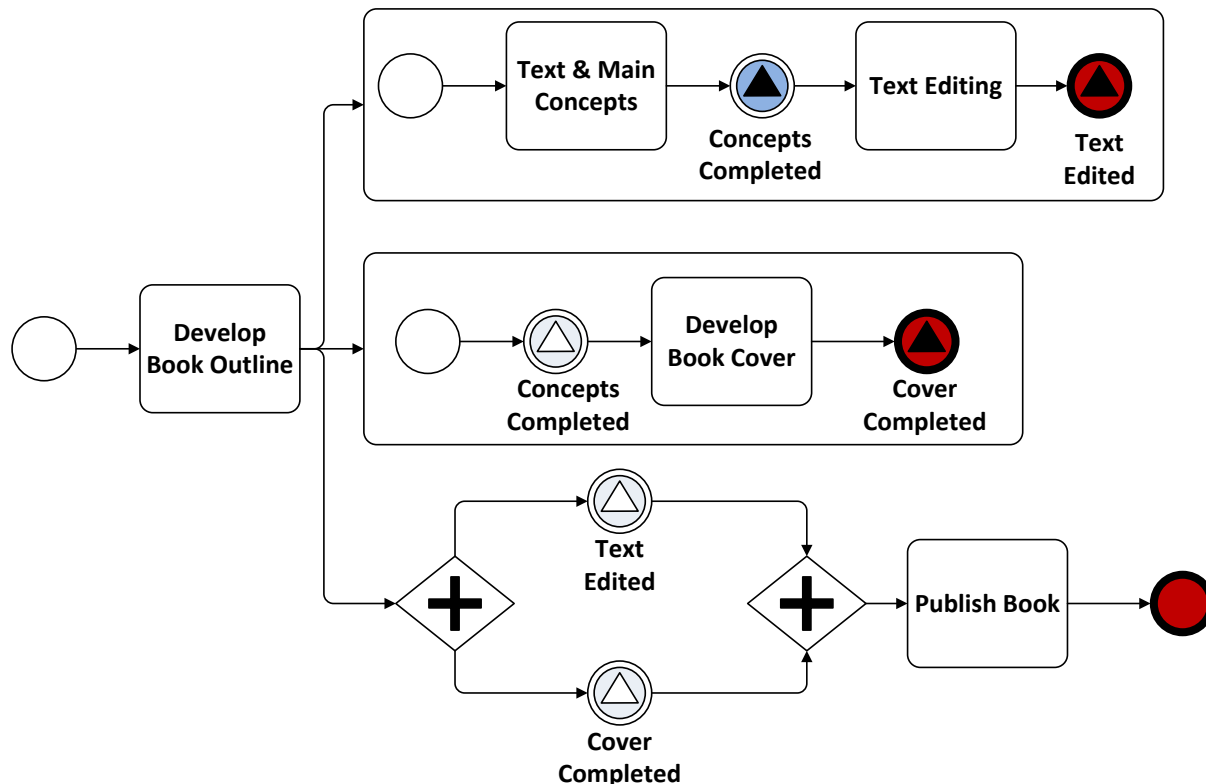 Text & Main
Concepts
Concepts
Completed
Text Editing
Text
Edited
Develop
Book Outline
Concepts
Completed
Develop
Book Cover
Cover
Completed
Text
Edited
Cover
Completed
Publish Book